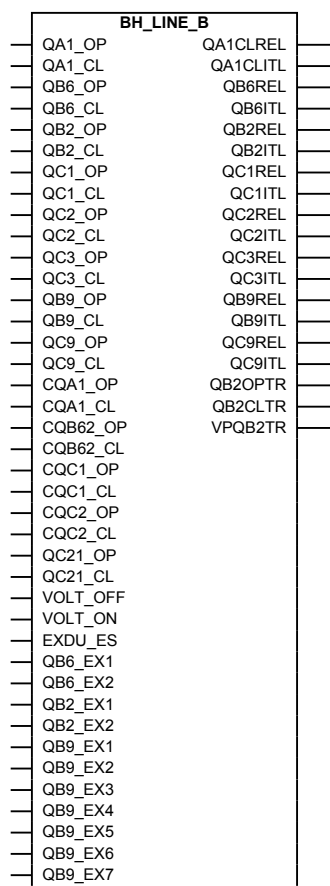 BH_LINE_B
QA1_OP QA1CLREL
QA1_CL QA1CLITL
QB6_OP QB6REL
QB6_CL QB6ITL
QB2_OP QB2REL
QB2_CL QB2ITL
QC1_OP QC1REL
QC1_CL QC1ITL
QC2_OP QC2REL
QC2_CL QC2ITL
QC3_OP QC3REL
QC3_CL QC3ITL
QB9_OP QB9REL
QB9_CL QB9ITL
QC9_OP QC9REL
QC9_CL QC9ITL
CQA1_OP QB2OPTR
CQA1_CL QB2CLTR
CQB62_OP VPQB2TR
CQB62_CL
CQC1_OP
CQC1_CL
CQC2_OP
CQC2_CL
QC21_OP
QC21_CL
VOLT_OFF
VOLT_ON
EXDU_ES
QB6_EX1
QB6_EX2
QB2_EX1
QB2_EX2
QB9_EX1
QB9_EX2
QB9_EX3
QB9_EX4
QB9_EX5
QB9_EX6
QB9_EX7